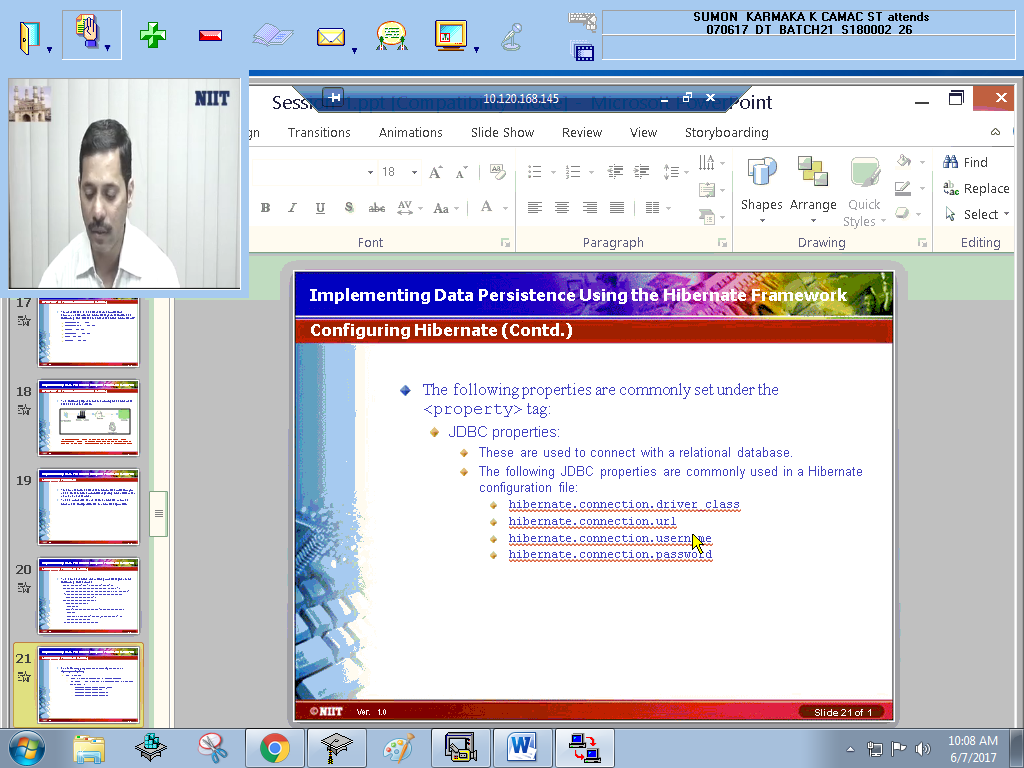 SUMON KARMAKA K CAMAC ST attends
070617_DT_BATCH21_S180002_26
NIIT
10.120.168.145
Transitions Animations Slide Show Review View Storyboarding
18
Find
Replace
Select
Shapes Arrange Quick Styles
Font Paragraph Drawing Editing
17
18
19
20
21
Implementing Data Persistence Using the Hibernate Framework
Configuring Hibernate (Contd.)
The following properties are commonly set under the
<property> tag:
JDBC properties:
These are used to connect with a relational database.
The following JDBC properties are commonly used in a Hibernate
configuration file:
hibernate.connection.driver_class
hibernate.connection.url
hibernate.connection.username
hibernate.connection.password
© NIIT Ver. 1.0 Slide 21 of 1
10:08 AM
6/7/2017